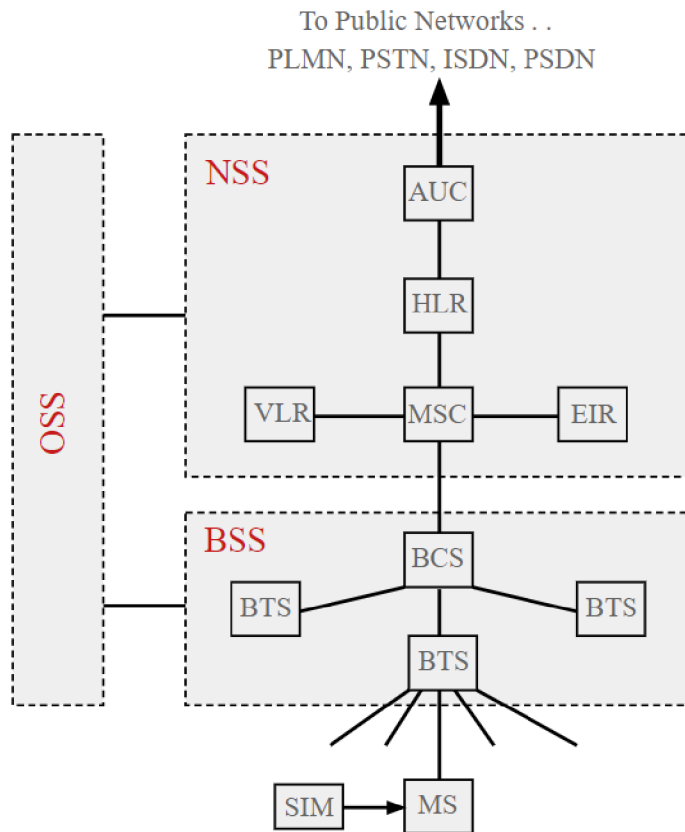 To Public Networks . .
PLMN, PSTN, ISDN, PSDN
NSS
AUC
HLR
VLR
MSC
EIR
OSS
BSS
BCS
BTS
BTS
BTS
SIM
MS